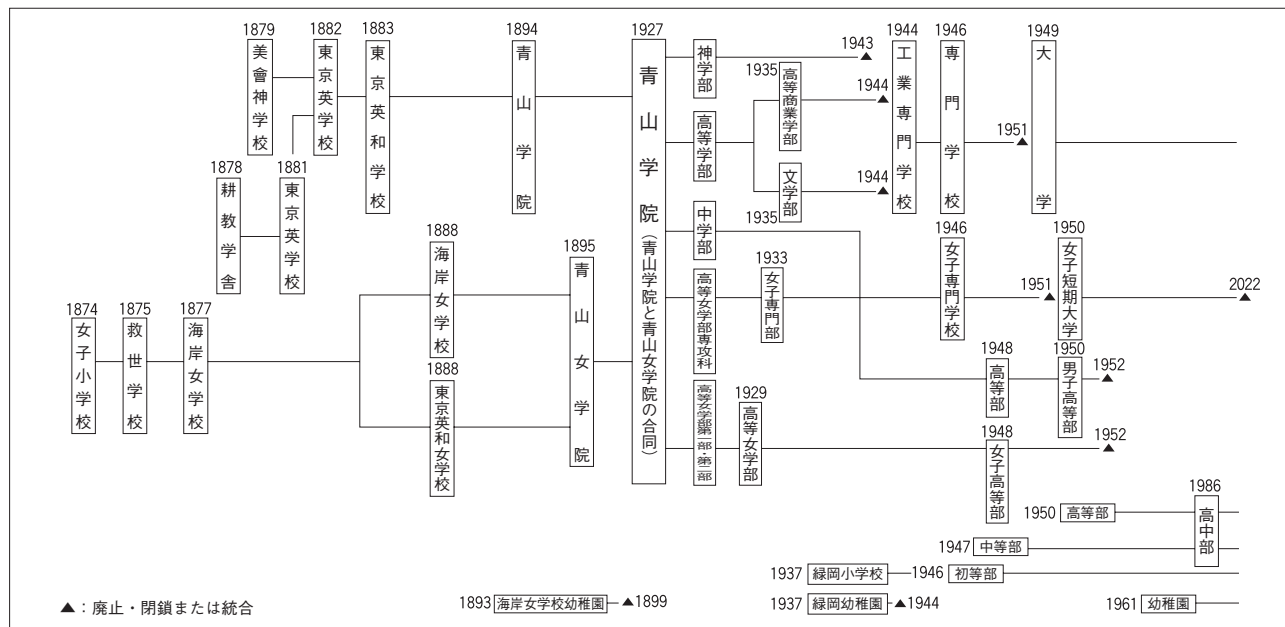 1879
美會神学校
1882
東京英学校
1883
東京英和学校
1894
青山学院
1878
耕教学舎
1881
東京英学校
1874
女子小学校
1875
救世学校
1877
海岸女学校
1888
海岸女学校
1888
東京英和女学校
1895
青山女学院
1927
青山学院(青山学院と青山女学院の合同)
神学部
1943
高等学部
1935
高等商業学部
1944
文学部
1935
1944
中学部
高等女学部専攻科
1933
女子専門部
高等女学部第一部・第二部
1929
高等女学部
1944
工業専門学校
1946
専門学校
1951
1949
大学
1946
女子専門学校
1951
1950
女子短期大学
2022
1948
高等部
1950
男子高等部
1952
1948
女子高等部
1952
1950 高等部
1986
高中部
1947 中等部
1937 緑岡小学校
1946 初等部
1893 海岸女学校幼稚園 ▲1899
1937 緑岡幼稚園 ▲1944
1961 幼稚園
▲:廃止・閉鎖または統合